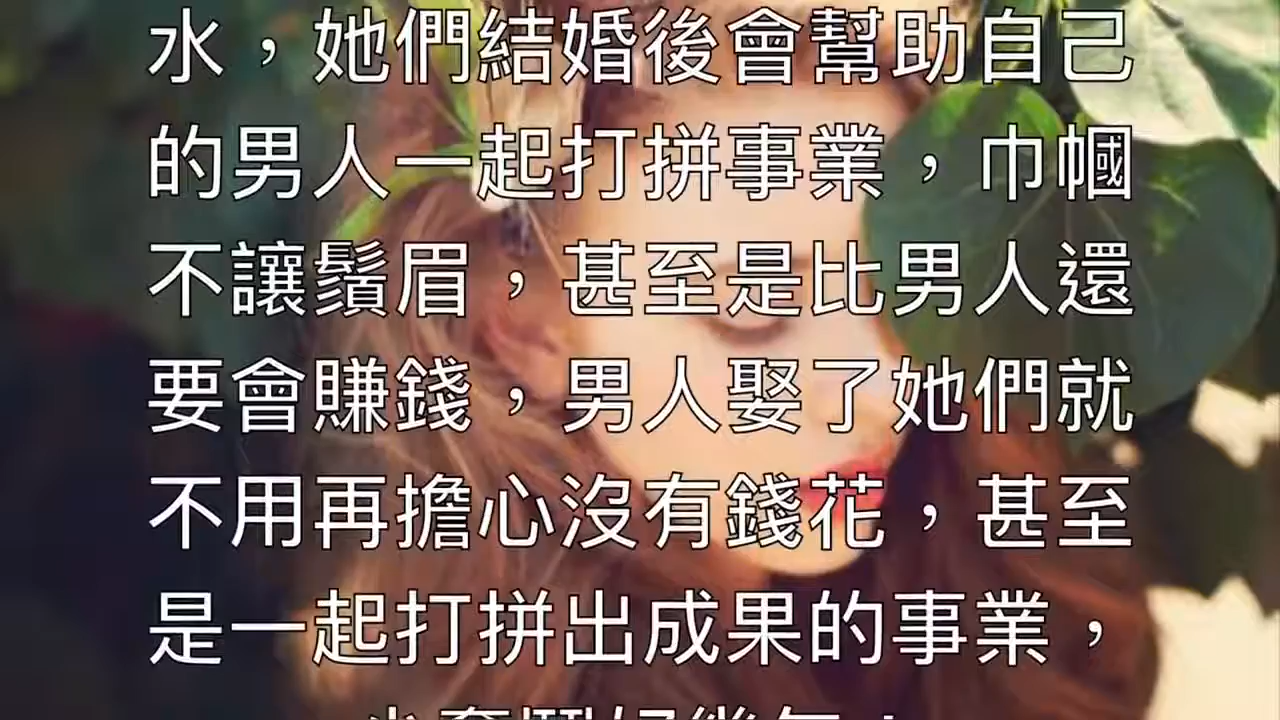 水，她們結婚後會幫助自己
的男人一起打拼事業，巾幗
不讓鬚眉，甚至是比男人還
要會賺錢，男人娶了她們就
不用再擔心沒有錢花，甚至
是一起打拼出成果的事業，